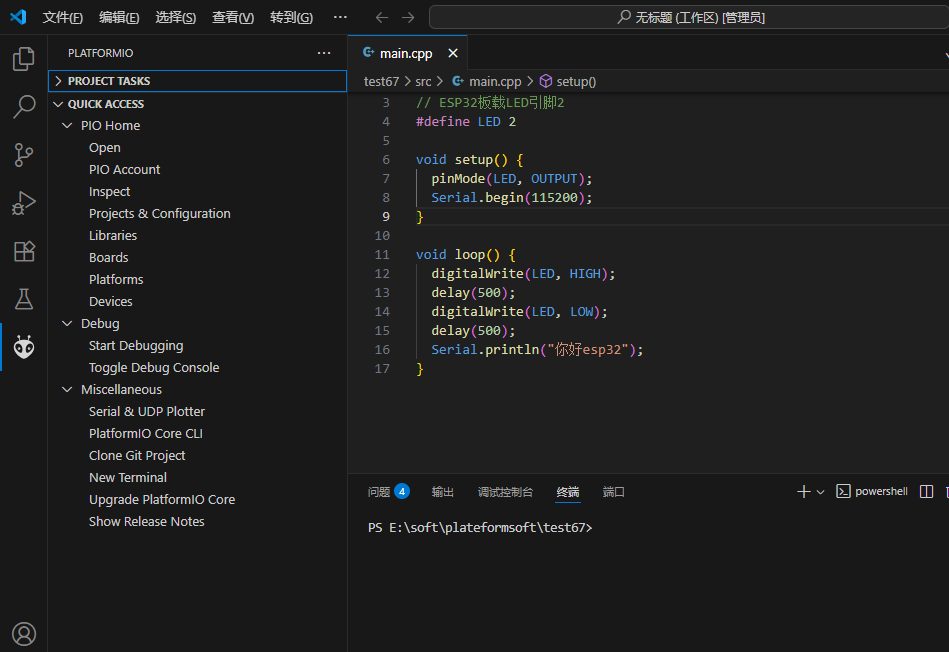 文件(F) 编辑(E) 选择(S) 查看(V) 转到(G) ··· 无标题 (工作区) [管理员]
PLATFORMIO ···
PROJECT TASKS
QUICK ACCESS
PIO Home
Open
PIO Account
Inspect
Projects & Configuration
Libraries
Boards
Platforms
Devices
Debug
Start Debugging
Toggle Debug Console
Miscellaneous
Serial & UDP Plotter
PlatformIO Core CLI
Clone Git Project
New Terminal
Upgrade PlatformIO Core
Show Release Notes
main.cpp
test67 > src > main.cpp > setup()
3 // ESP32板载LED引脚2
4 #define LED 2
5
6 void setup() {
7 pinMode(LED, OUTPUT);
8 Serial.begin(115200);
9 }
10
11 void loop() {
12 digitalWrite(LED, HIGH);
13 delay(500);
14 digitalWrite(LED, LOW);
15 delay(500);
16 Serial.println("你好esp32");
17 }
问题 4 输出 调试控制台 终端 端口 powershell
PS E:\soft\plateformsoft\test67>